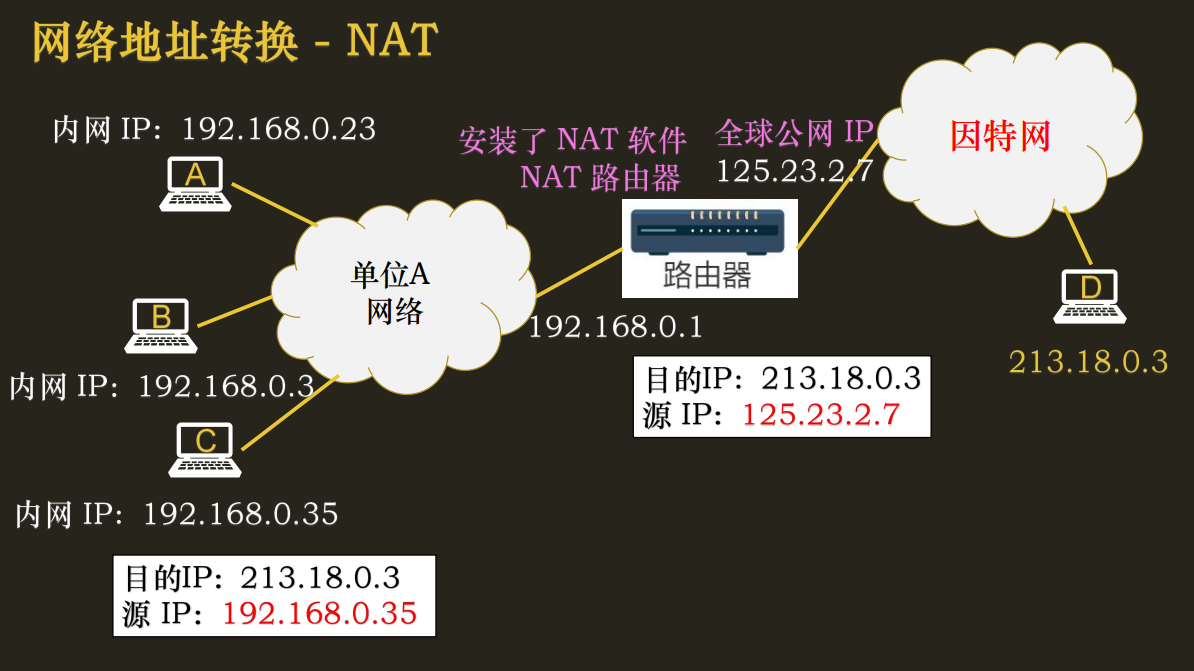 网络地址转换 - NAT
内网 IP：192.168.0.23
A
安装了 NAT 软件
NAT 路由器
全球公网 IP
125.23.2.7
因特网
路由器
单位A
网络
192.168.0.1
B
内网 IP：192.168.0.3
D
213.18.0.3
目的IP：213.18.0.3
源 IP：125.23.2.7
C
内网 IP：192.168.0.35
目的IP：213.18.0.3
源 IP：192.168.0.35